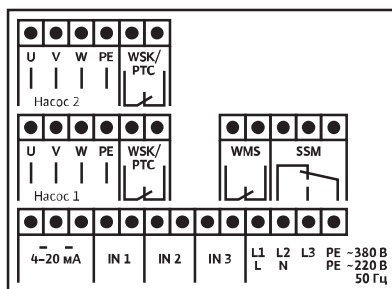 U V W PE WSK/
PTC
Насос 2
U V W PE WSK/
PTC
WMS SSM
Насос 1
4–20 мА IN 1 IN 2 IN 3 L1 L2 L3 PE ~380 В
L N PE ~220 В
50 Гц